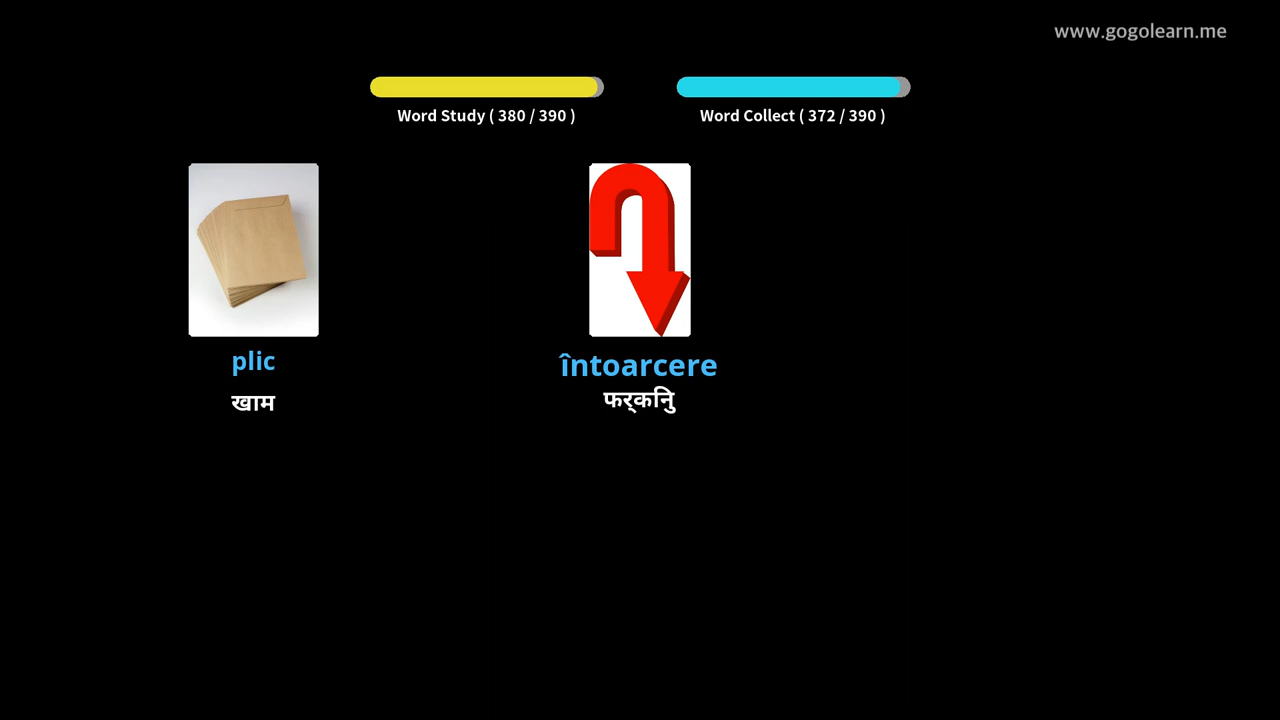 www.gogolearn.me
Word Study ( 380 / 390 )
Word Collect ( 372 / 390 )
plic
खाम
întoarcere
फर्कनु